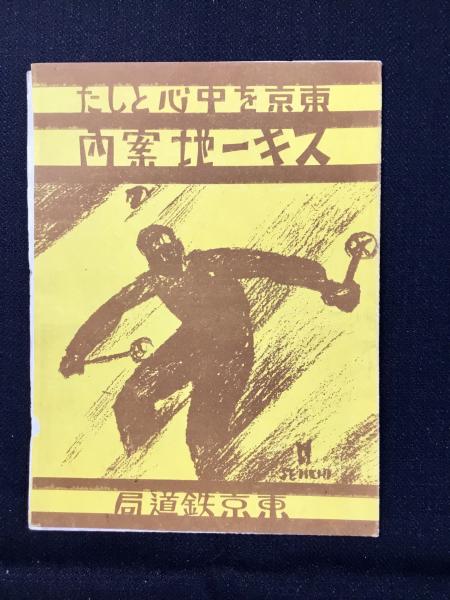 東京を中心とした
スキー地案内
東京鉄道局